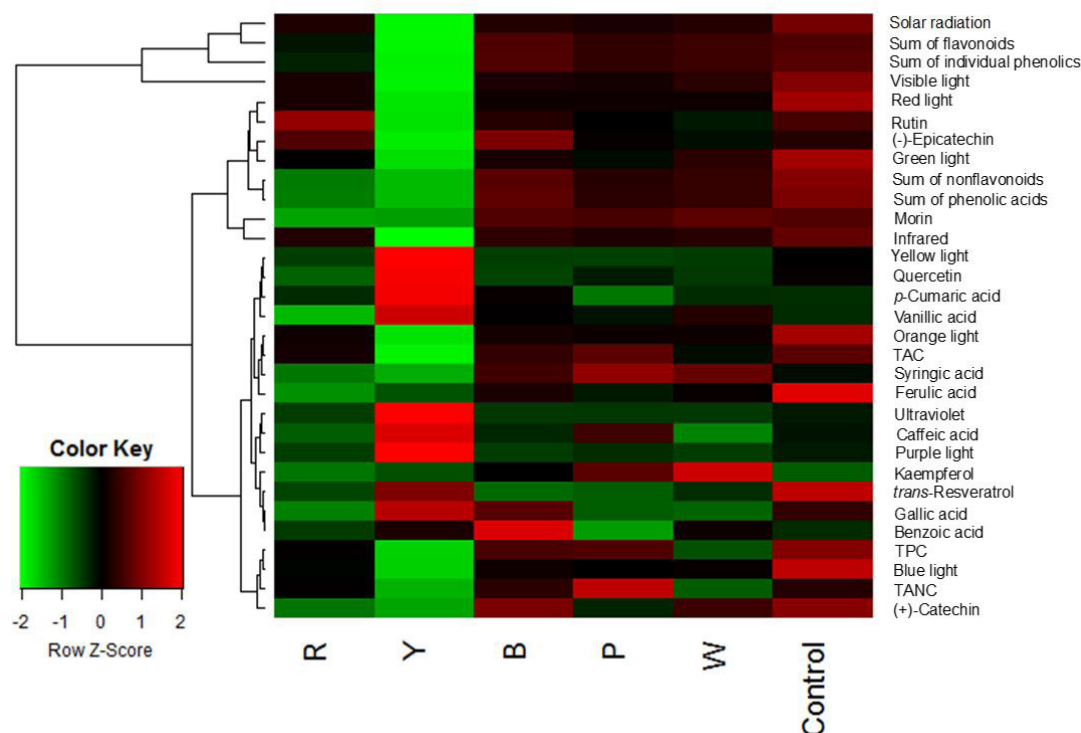 Solar radiation
Sum of flavonoids
Sum of individual phenolics
Visible light
Red light
Rutin
(-)-Epicatechin
Green light
Sum of nonflavonoids
Sum of phenolic acids
Morin
Infrared
Yellow light
Quercetin
p-Cumaric acid
Vanillic acid
Orange light
TAC
Syringic acid
Ferulic acid
Ultraviolet
Caffeic acid
Purple light
Kaempferol
trans-Resveratrol
Gallic acid
Benzoic acid
TPC
Blue light
TANC
(+)-Catechin
Color Key
-2 -1 0 1 2
Row Z-Score
R Y B P W Control